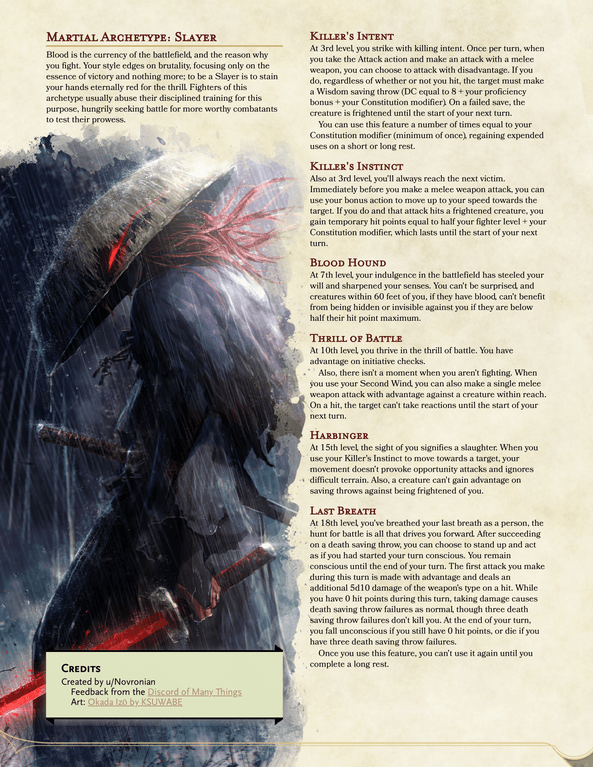 Martial Archetype: Slayer
Blood is the currency of the battlefield, and the reason why
you fight. Your style edges on brutality, focusing only on the
essence of victory and nothing more; to be a Slayer is to stain
your hands eternally red for the thrill. Fighters of this
archetype usually abuse their disciplined training for this
purpose, hungrily seeking battle for more worthy combatants
to test their prowess.
Credits
Created by u/Novronian
Feedback from the Discord of Many Things
Art: Okada Izō by KSUWABE
Killer's Intent
At 3rd level, you strike with killing intent. Once per turn, when
you take the Attack action and make an attack with a melee
weapon, you can choose to attack with disadvantage. If you
do, regardless of whether or not you hit, the target must make
a Wisdom saving throw (DC equal to 8 + your proficiency
bonus + your Constitution modifier). On a failed save, the
creature is frightened until the start of your next turn.
You can use this feature a number of times equal to your
Constitution modifier (minimum of once), regaining expended
uses on a short or long rest.
Killer's Instinct
Also at 3rd level, you'll always reach the next victim.
Immediately before you make a melee weapon attack, you can
use your bonus action to move up to your speed towards the
target. If you do and that attack hits a frightened creature, you
gain temporary hit points equal to half your fighter level + your
Constitution modifier, which lasts until the start of your next
turn.
Blood Hound
At 7th level, your indulgence in the battlefield has steeled your
will and sharpened your senses. You can't be surprised, and
creatures within 60 feet of you, if they have blood, can't benefit
from being hidden or invisible against you if they are below
half their hit point maximum.
Thrill of Battle
At 10th level, you thrive in the thrill of battle. You have
advantage on initiative checks.
Also, there isn't a moment when you aren't fighting. When
you use your Second Wind, you can also make a single melee
weapon attack with advantage against a creature within reach.
On a hit, the target can't take reactions until the start of your
next turn.
Harbinger
At 15th level, the sight of you signifies a slaughter. When you
use your Killer's Instinct to move towards a target, your
movement doesn't provoke opportunity attacks and ignores
difficult terrain. Also, a creature can't gain advantage on
saving throws against being frightened of you.
Last Breath
At 18th level, you've breathed your last breath as a person, the
hunt for battle is all that drives you forward. After succeeding
on a death saving throw, you can choose to stand up and act
as if you had started your turn conscious. You remain
conscious until the end of your turn. The first attack you make
during this turn is made with advantage and deals an
additional 5d10 damage of the weapon's type on a hit. While
you have 0 hit points during this turn, taking damage causes
death saving throw failures as normal, though three death
saving throw failures don't kill you. At the end of your turn,
you fall unconscious if you still have 0 hit points, or die if you
have three death saving throw failures.
Once you use this feature, you can't use it again until you
complete a long rest.